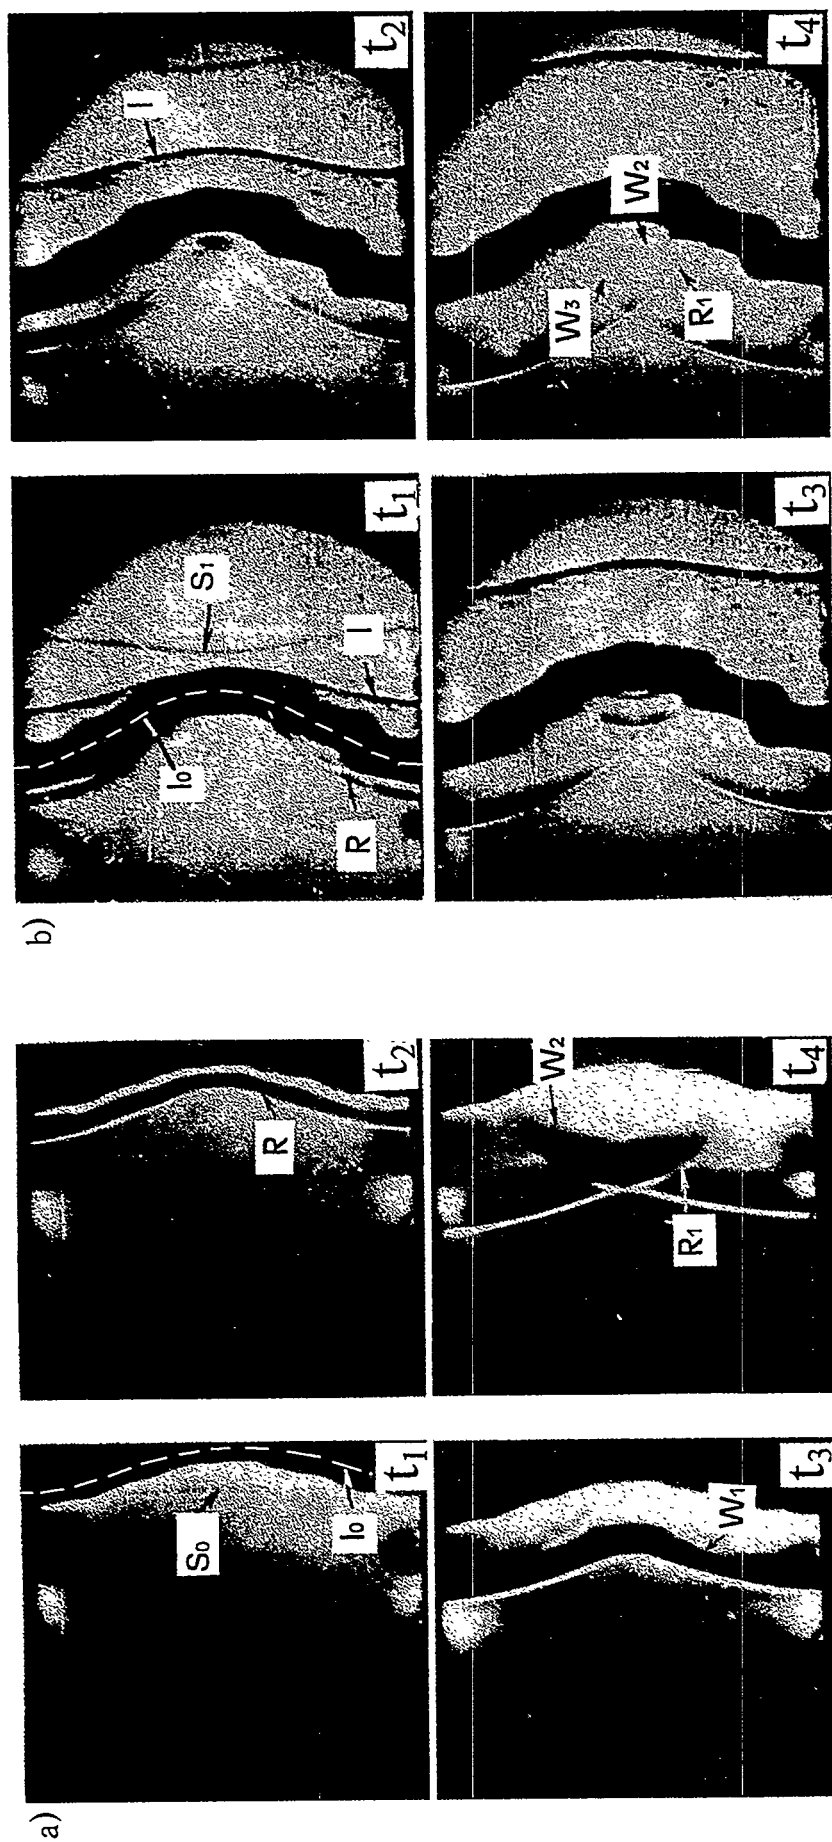 a)
S₀
I₀
t₁
R
t₂
W₁
t₃
R₁
W₂
t₄
b)
R
I₀
I
S₁
t₁
I
t₂
t₃
W₃
R₁
W₂
t₄